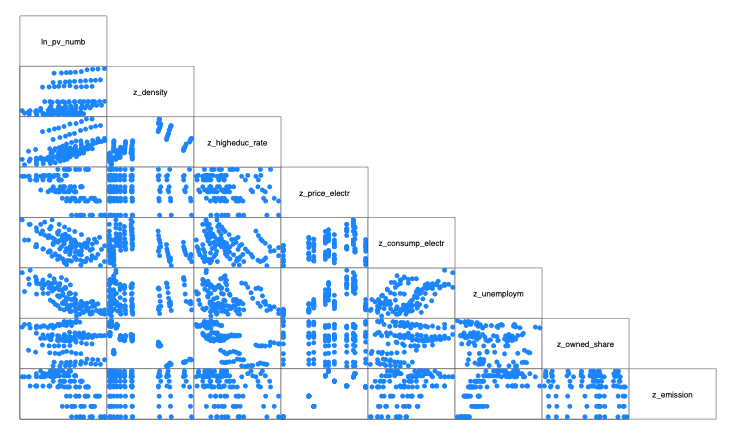 ln_pv_numb
z_density
z_higheduc_rate
z_price_electr
z_consump_electr
z_unemploym
z_owned_share
z_emission